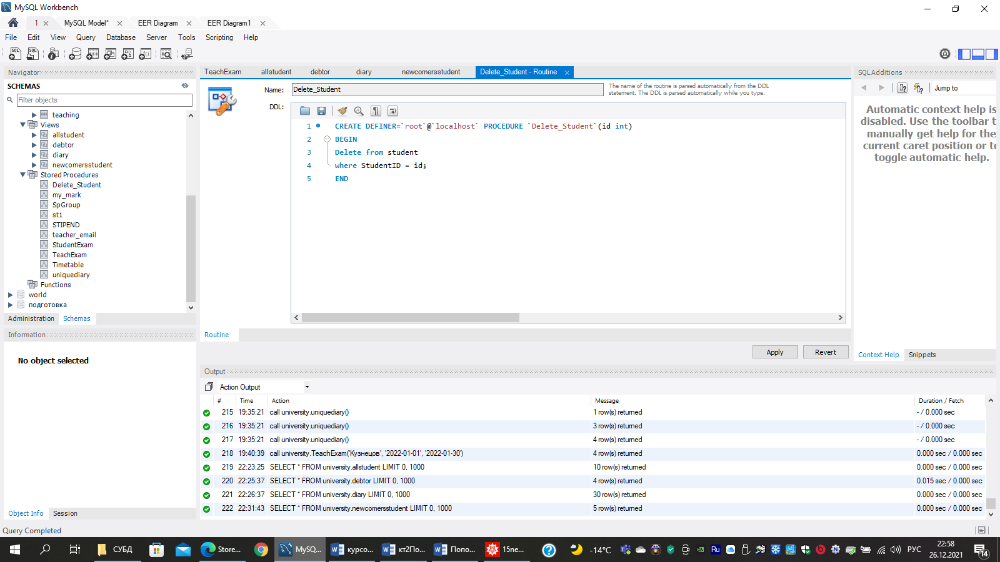 MySQL Workbench
1
MySQL Model*
EER Diagram
EER Diagram1
File Edit View Query Database Server Tools Scripting Help
Navigator
SCHEMAS
Filter objects
teaching
Views
allstudent
debtor
diary
newcomersstudent
Stored Procedures
Delete_Student
my_mark
SpGroup
st1
STIPEND
teacher_email
StudentExam
TeachExam
Timetable
uniquediary
Functions
world
подготовка
Administration Schemas
Information
No object selected
Object Info Session
TeachExam allstudent debtor diary newcomersstudent Delete_Student - Routine
Name: Delete_Student
The name of the routine is parsed automatically from the DDL
statement. The DDL is parsed automatically while you type.
DDL:
1 CREATE DEFINER=`root`@`localhost` PROCEDURE `Delete_Student`(id int)
2 BEGIN
3 Delete from student
4 where StudentID = id;
5 END
Routine
Apply Revert
SQLAdditions
Jump to
Automatic context help is
disabled. Use the toolbar t
manually get help for the
current caret position or to
toggle automatic help.
Context Help Snippets
Output
Action Output
# Time Action Message Duration / Fetch
215 19:35:21 call university.uniquediary() 1 row(s) returned - / 0.000 sec
216 19:35:21 call university.uniquediary() 3 row(s) returned - / 0.000 sec
217 19:35:21 call university.uniquediary() 4 row(s) returned - / 0.000 sec
218 19:40:39 call university.TeachExam('Кузнецов', '2022-01-01', '2022-01-30') 4 row(s) returned 0.000 sec / 0.000 sec
219 22:23:25 SELECT * FROM university.allstudent LIMIT 0, 1000 10 row(s) returned 0.000 sec / 0.000 sec
220 22:25:37 SELECT * FROM university.debtor LIMIT 0, 1000 4 row(s) returned 0.015 sec / 0.000 sec
221 22:26:37 SELECT * FROM university.diary LIMIT 0, 1000 30 row(s) returned 0.000 sec / 0.000 sec
222 22:31:43 SELECT * FROM university.newcomersstudent LIMIT 0, 1000 5 row(s) returned 0.000 sec / 0.000 sec
Query Completed
СУБД
Store...
MySQ...
курсо...
кт2По...
Попо...
15ne...
-14°C
Ru
РУС
22:58
26.12.2021
14